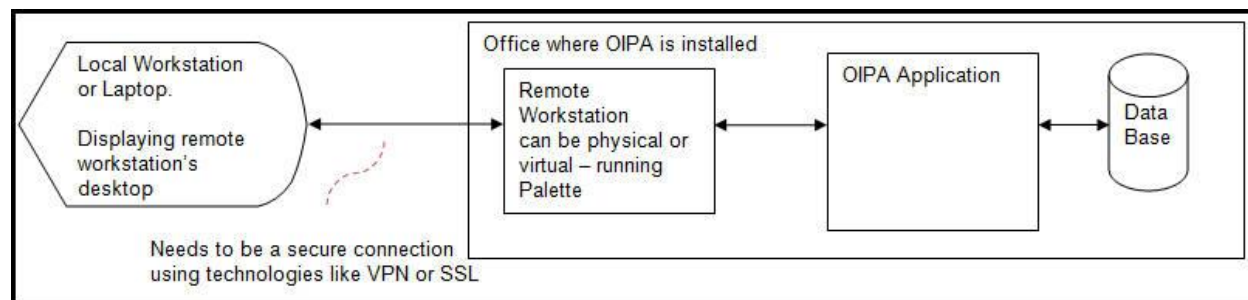 Local Workstation
or Laptop.
Displaying remote
workstation's
desktop
Needs to be a secure connection
using technologies like VPN or SSL
Office where OIPA is installed
Remote
Workstation
can be physical or
virtual – running
Palette
OIPA Application
Data
Base